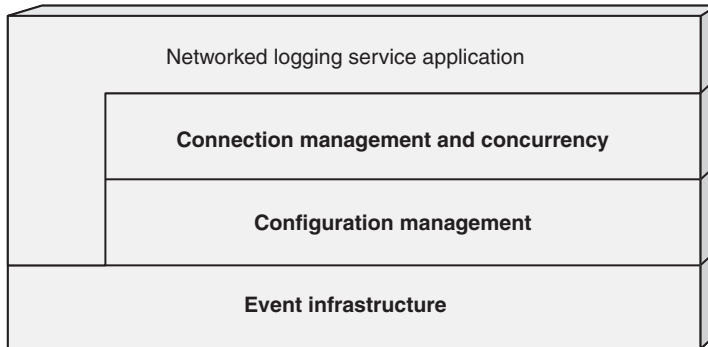 Networked logging service application
Connection management and concurrency
Configuration management
Event infrastructure